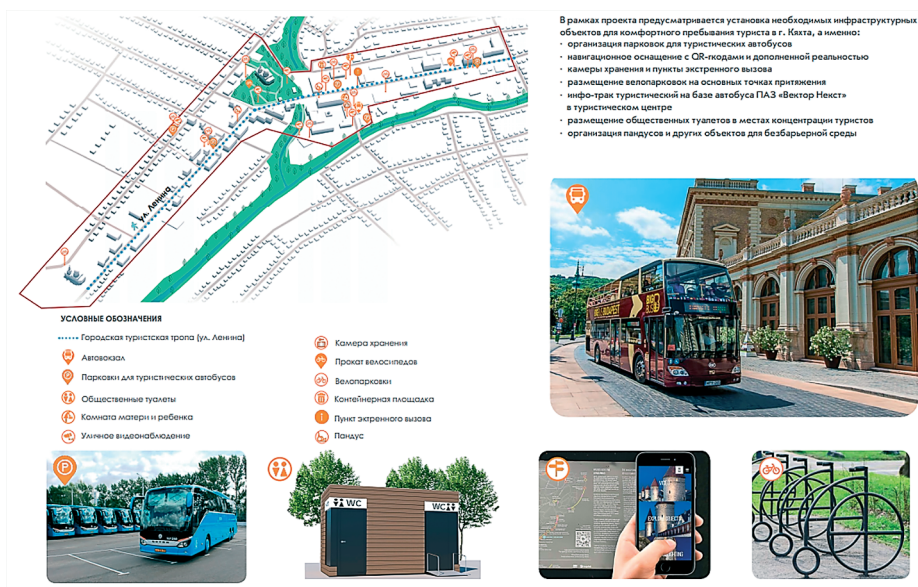 В рамках проекта предусматривается установка необходимых инфраструктурных
объектов для комфортного пребывания туриста в г. Кяхта, а именно:
· организация парковок для туристических автобусов
· навигационное оснащение с QR-гкодами и дополненной реальностью
· камеры хранения и пункты экстренного вызова
· размещение велопарковок на основных точках притяжения
· инфо-трак туристический на базе автобуса ПАЗ «Вектор Некст»
в туристическом центре
· размещение общественных туалетов в местах концентрации туристов
· организация пандусов и других объектов для безбарьерной среды
ул. Ленина
УСЛОВНЫЕ ОБОЗНАЧЕНИЯ
Городская туристская тропа (ул. Ленина)
Автовокзал
Парковки для туристических автобусов
Общественные туалеты
Комната матери и ребенка
Уличное видеонаблюдение
Камера хранения
Прокат велосипедов
Велопарковки
Контейнерная площадка
Пункт экстренного вызова
Пандус
BIG
BUDAPEST
P
WC
WC